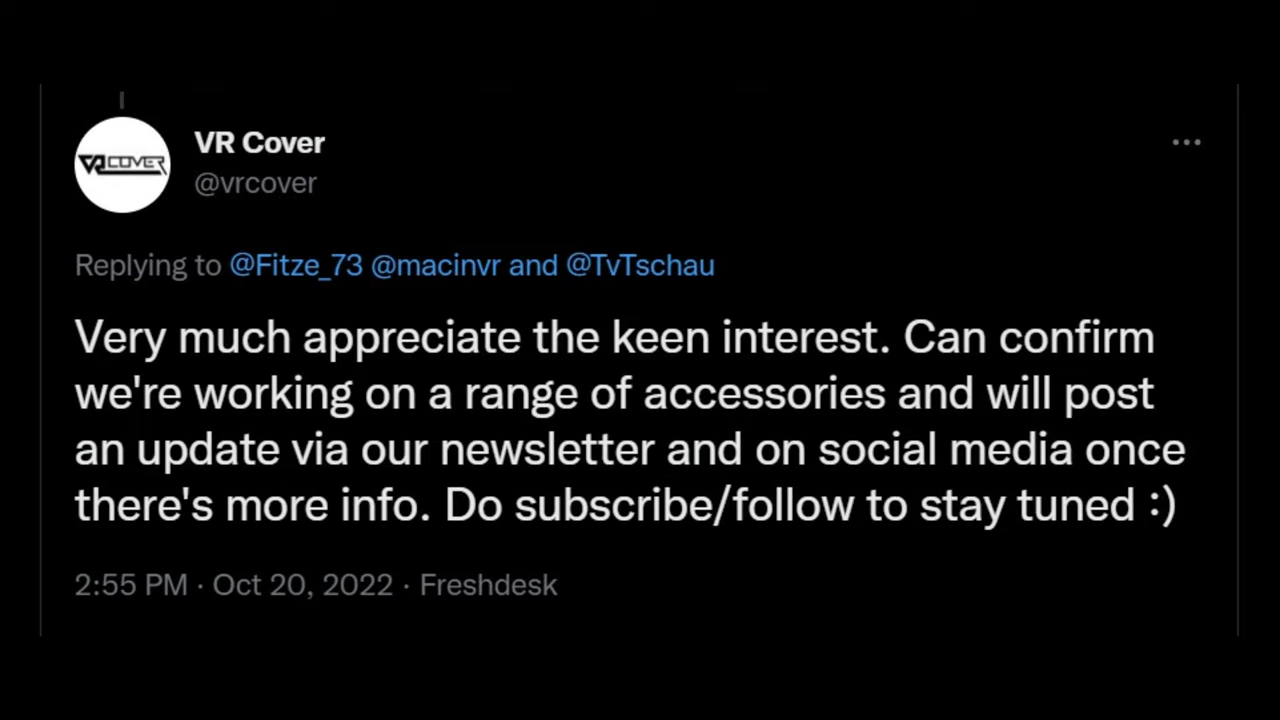 VR COVER
VR Cover
@vrcover
Replying to @Fitze_73 @macinvr and @TvTschau
Very much appreciate the keen interest. Can confirm
we're working on a range of accessories and will post
an update via our newsletter and on social media once
there's more info. Do subscribe/follow to stay tuned :)
2:55 PM · Oct 20, 2022 · Freshdesk